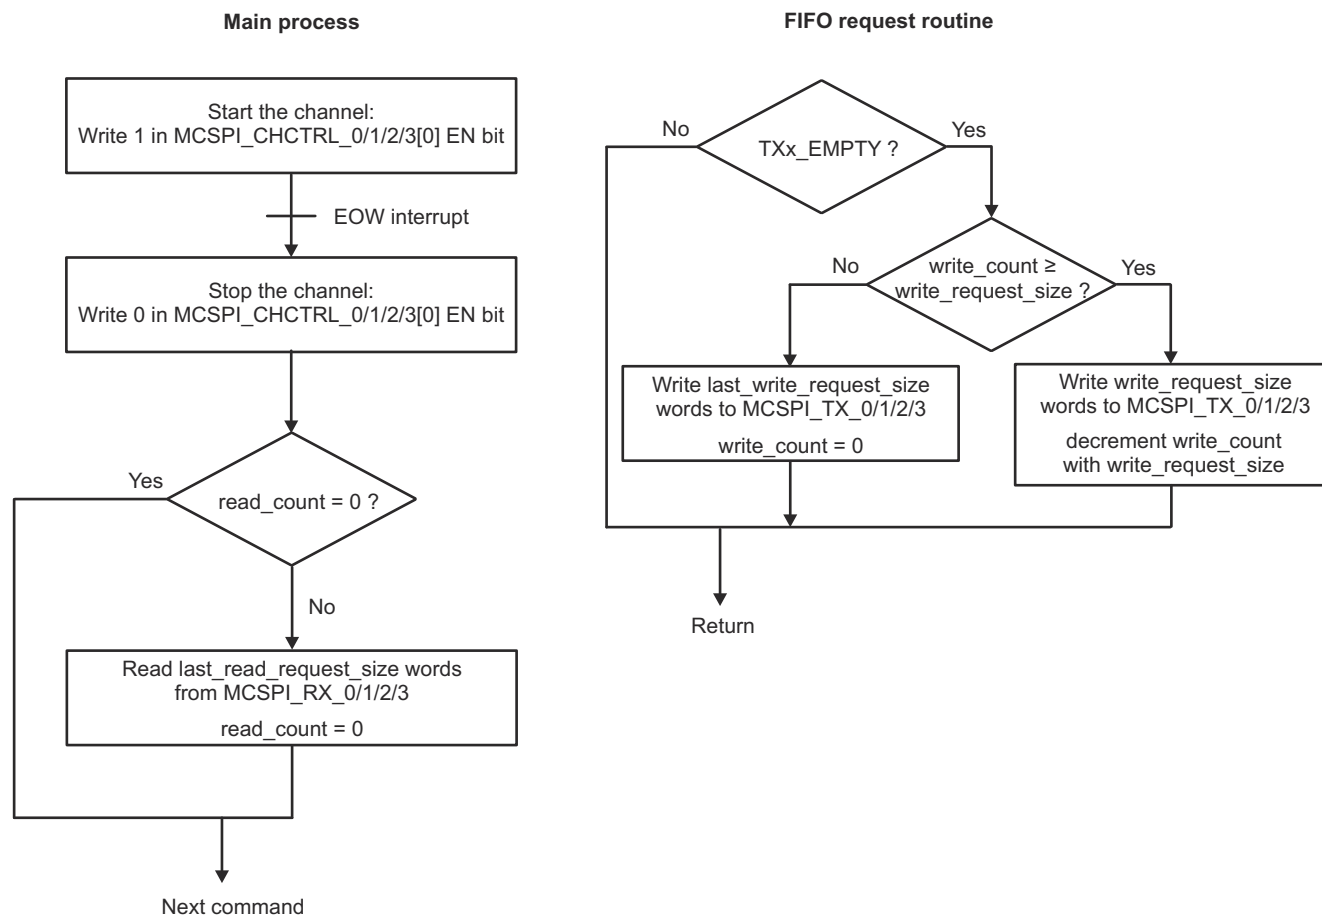 Main process
Start the channel:
Write 1 in MCSPI_CHCTRL_0/1/2/3[0] EN bit
EOW interrupt
Stop the channel:
Write 0 in MCSPI_CHCTRL_0/1/2/3[0] EN bit
Yes
read_count = 0 ?
No
Read last_read_request_size words
from MCSPI_RX_0/1/2/3
read_count = 0
Next command
FIFO request routine
No
TXx_EMPTY ?
Yes
No
write_count ≥
write_request_size ?
Yes
Write last_write_request_size
words to MCSPI_TX_0/1/2/3
write_count = 0
Write write_request_size
words to MCSPI_TX_0/1/2/3
decrement write_count
with write_request_size
Return